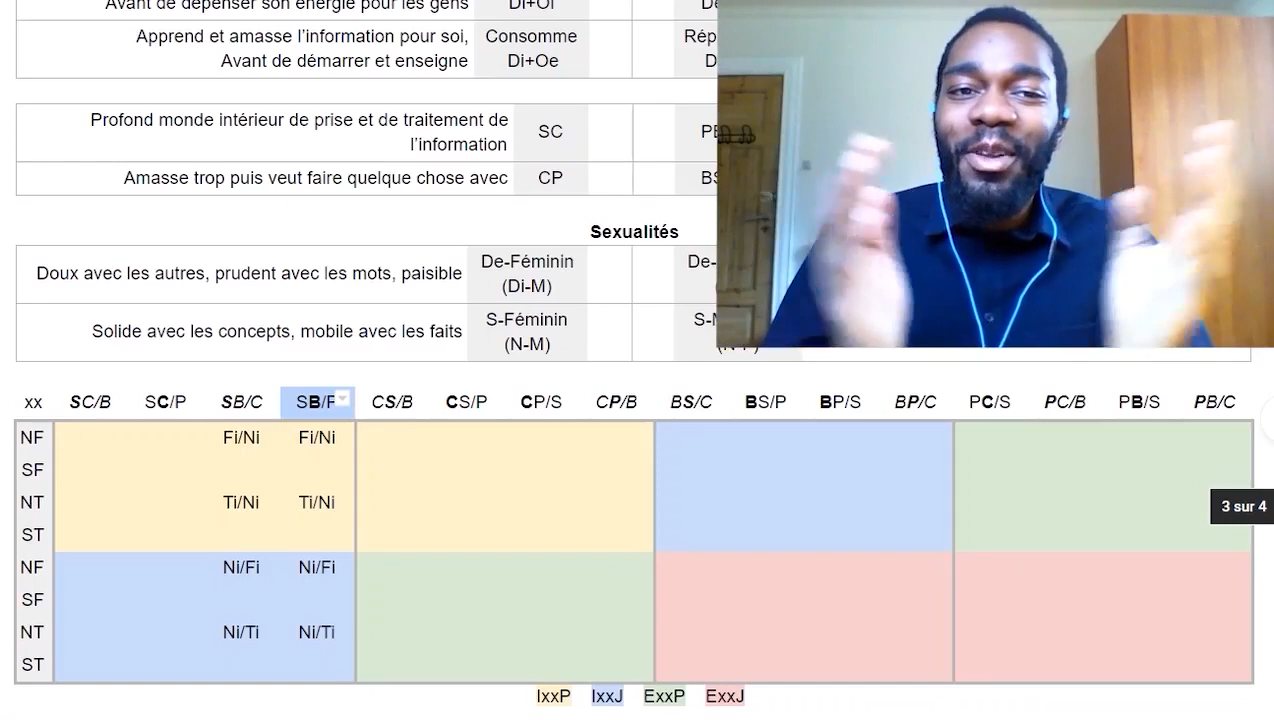 Avant de dépenser son énergie pour les gens Di+Oi
Apprend et amasse l'information pour soi, Consomme
Avant de démarrer et enseigne Di+Oe
Profond monde intérieur de prise et de traitement de
l'information SC
Amasse trop puis veut faire quelque chose avec CP
Sexualités
Doux avec les autres, prudent avec les mots, paisible De-Féminin
(Di-M)
Solide avec les concepts, mobile avec les faits S-Féminin
(N-M)
xx SC/B SC/P SB/C CS/B CS/P CP/S CP/B BS/C BS/P BP/S BP/C PC/S PC/B PB/S PB/C
NF Fi/Ni Fi/Ni
SF
NT Ti/Ni Ti/Ni
ST
NF Ni/Fi Ni/Fi
SF
NT Ni/Ti Ni/Ti
ST
3 sur 4
IxxP IxxJ ExxP ExxJ